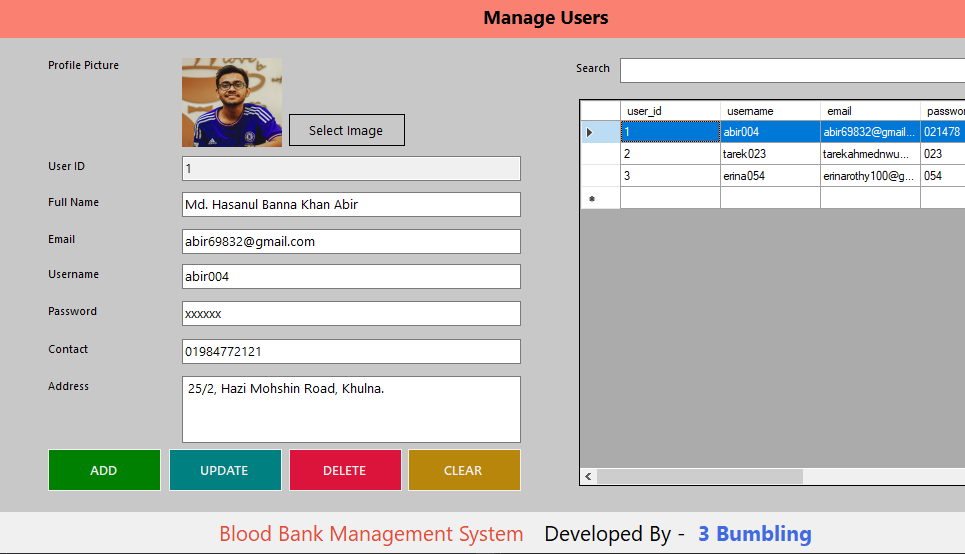 Manage Users
Profile Picture
Select Image
User ID
1
Full Name
Md. Hasanul Banna Khan Abir
Email
abir69832@gmail.com
Username
abir004
Password
xxxxxx
Contact
01984772121
Address
25/2, Hazi Mohshin Road, Khulna.
ADD UPDATE DELETE CLEAR
Search
user_id username email passwor
1 abir004 abir69832@gmail... 021478
2 tarek023 tarekahmednwu... 023
3 erina054 erinarothy100@g... 054
Blood Bank Management System Developed By - 3 Bumbling